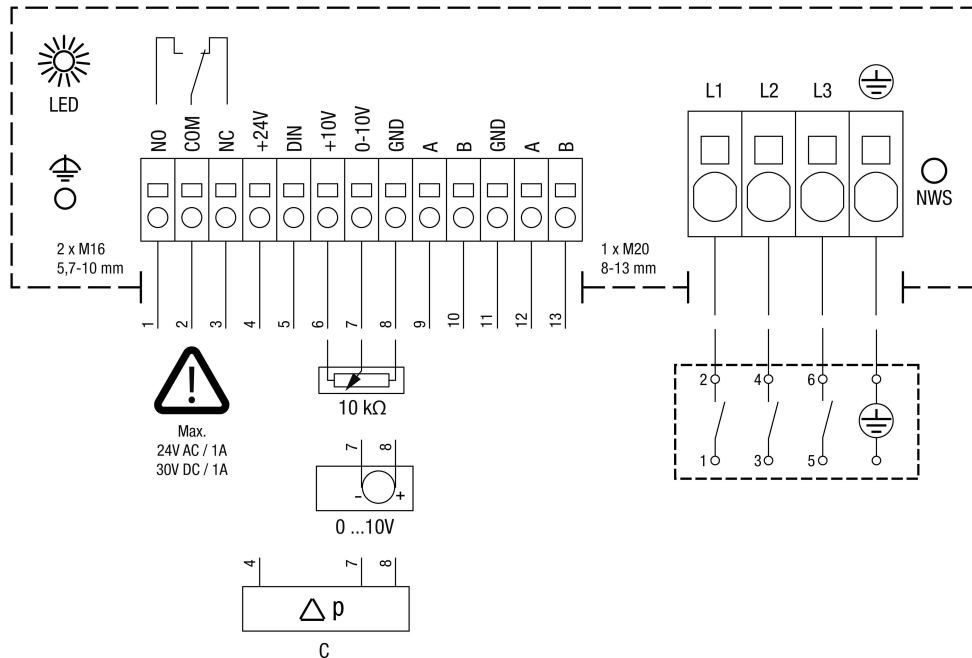 LED
NO
COM
NC
+24V
DIN
+10V
0-10V
GND
A
B
GND
A
B
L1
L2
L3
NWS
2 x M16
5,7-10 mm
1 x M20
8-13 mm
1
2
3
4
5
6
7
8
9
10
11
12
13
!
Max.
24V AC / 1A
30V DC / 1A
10 kΩ
7
8
- +
0 ...10V
4
7
8
△ p
C
2
4
6
1
3
5